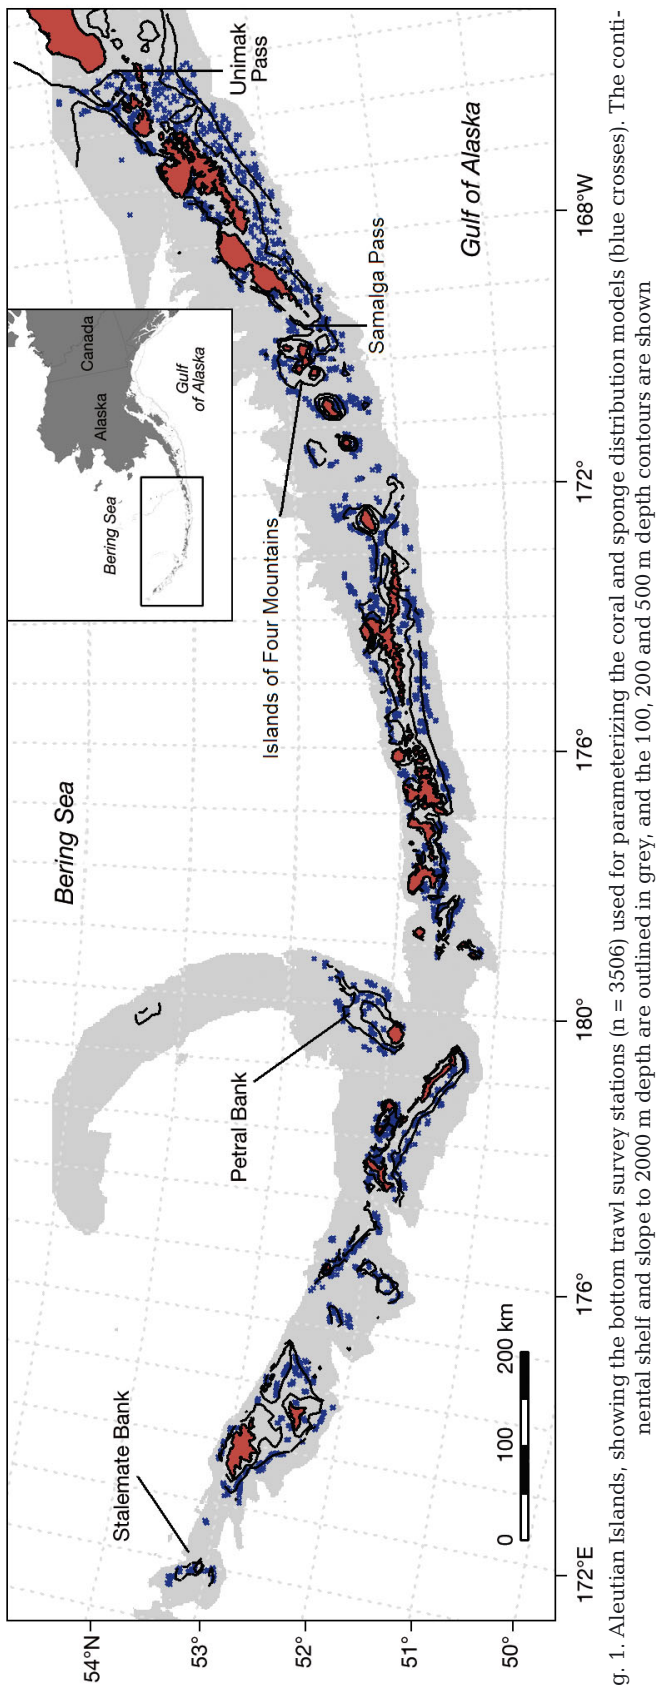 Unimak
Pass
Gulf of Alaska
Samalga Pass
Islands of Four Mountains
Bering Sea
Petral Bank
Stalemate Bank
Canada
Alaska
Gulf
of Alaska
Bering Sea
0 100 200 km
54°N
53°
52°
51°
50°
172°E
176°
180°
176°
172°
168°W
g. 1. Aleutian Islands, showing the bottom trawl survey stations (n = 3506) used for parameterizing the coral and sponge distribution models (blue crosses). The conti-
nental shelf and slope to 2000 m depth are outlined in grey, and the 100, 200 and 500 m depth contours are shown